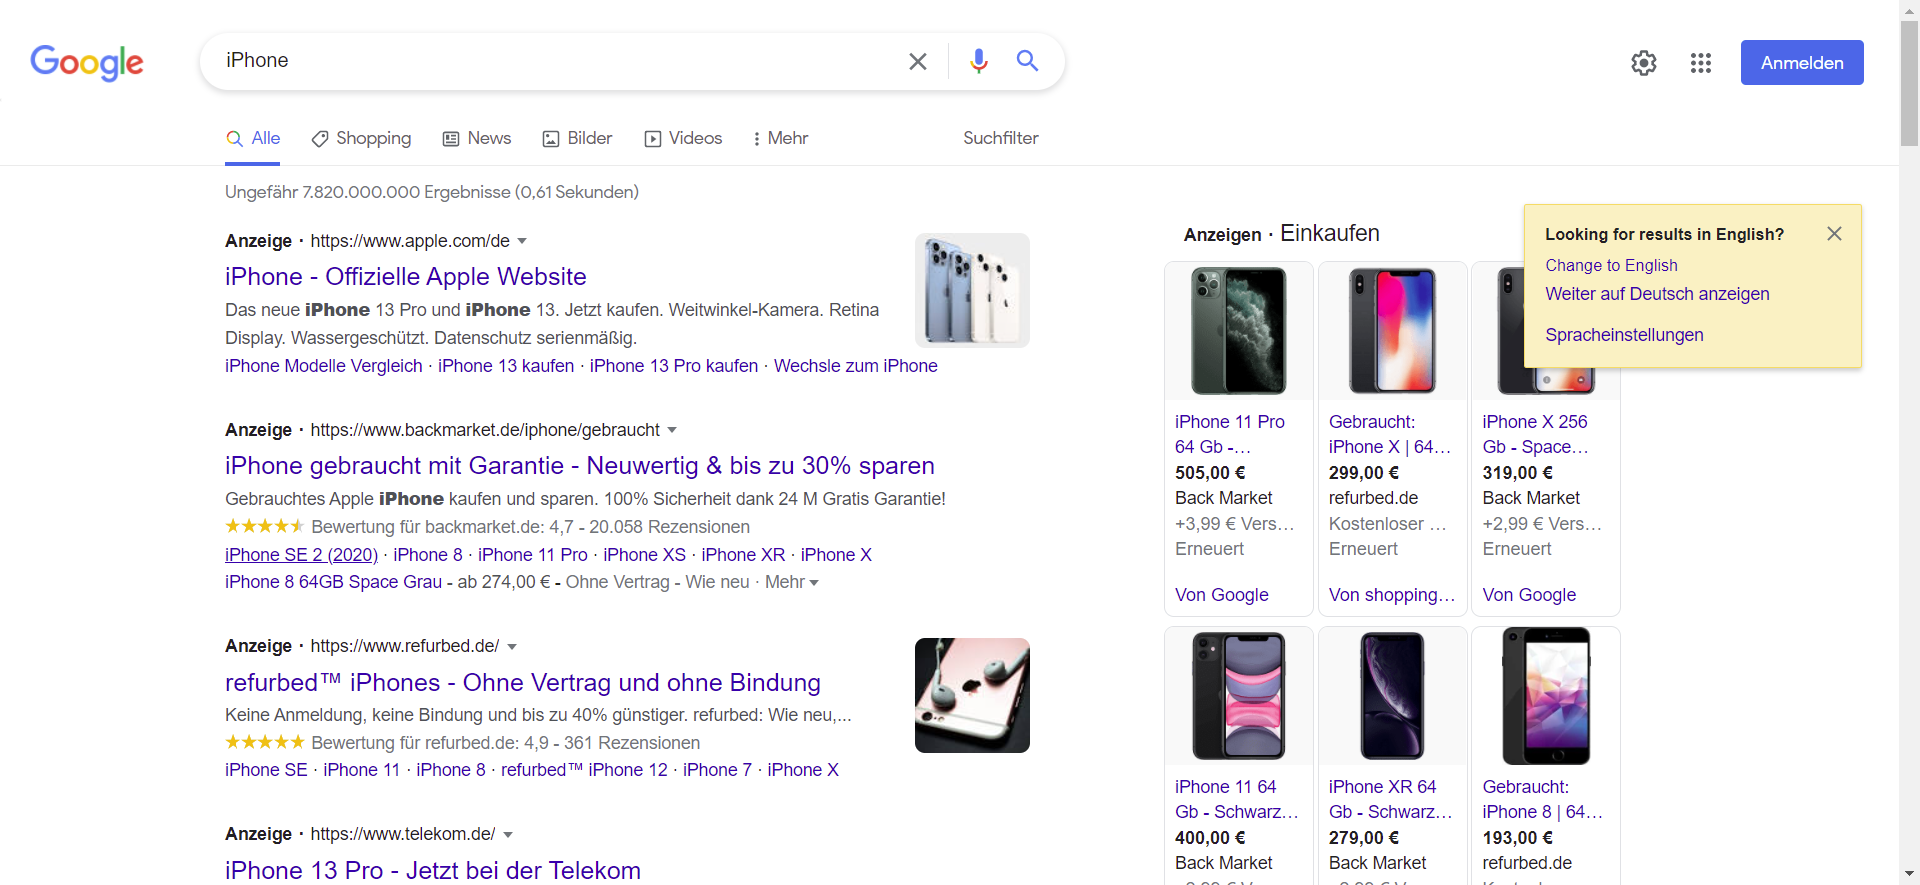 Google
iPhone
Anmelden
Alle
Shopping
News
Bilder
Videos
Mehr
Suchfilter
Ungefähr 7.820.000.000 Ergebnisse (0,61 Sekunden)
Anzeige · https://www.apple.com/de
iPhone - Offizielle Apple Website
Das neue iPhone 13 Pro und iPhone 13. Jetzt kaufen. Weitwinkel-Kamera. Retina
Display. Wassergeschützt. Datenschutz serienmäßig.
iPhone Modelle Vergleich · iPhone 13 kaufen · iPhone 13 Pro kaufen · Wechsle zum iPhone
Anzeige · https://www.backmarket.de/iphone/gebraucht
iPhone gebraucht mit Garantie - Neuwertig & bis zu 30% sparen
Gebrauchtes Apple iPhone kaufen und sparen. 100% Sicherheit dank 24 M Gratis Garantie!
Bewertung für backmarket.de: 4,7 - 20.058 Rezensionen
iPhone SE 2 (2020) · iPhone 8 · iPhone 11 Pro · iPhone XS · iPhone XR · iPhone X
iPhone 8 64GB Space Grau - ab 274,00 € - Ohne Vertrag - Wie neu · Mehr
Anzeige · https://www.refurbed.de/
refurbed™ iPhones - Ohne Vertrag und ohne Bindung
Keine Anmeldung, keine Bindung und bis zu 40% günstiger. refurbed: Wie neu,...
Bewertung für refurbed.de: 4,9 - 361 Rezensionen
iPhone SE · iPhone 11 · iPhone 8 · refurbed™ iPhone 12 · iPhone 7 · iPhone X
Anzeige · https://www.telekom.de/
iPhone 13 Pro - Jetzt bei der Telekom
Anzeigen · Einkaufen
Looking for results in English?
Change to English
Weiter auf Deutsch anzeigen
Spracheinstellungen
iPhone 11 Pro
64 Gb -...
505,00 €
Back Market
+3,99 € Vers...
Erneuert
Von Google
Gebraucht:
iPhone X | 64...
299,00 €
refurbed.de
Kostenloser ...
Erneuert
Von shopping...
iPhone X 256
Gb - Space...
319,00 €
Back Market
+2,99 € Vers...
Erneuert
Von Google
iPhone 11 64
Gb - Schwarz...
400,00 €
Back Market
iPhone XR 64
Gb - Schwarz...
279,00 €
Back Market
Gebraucht:
iPhone 8 | 64...
193,00 €
refurbed.de